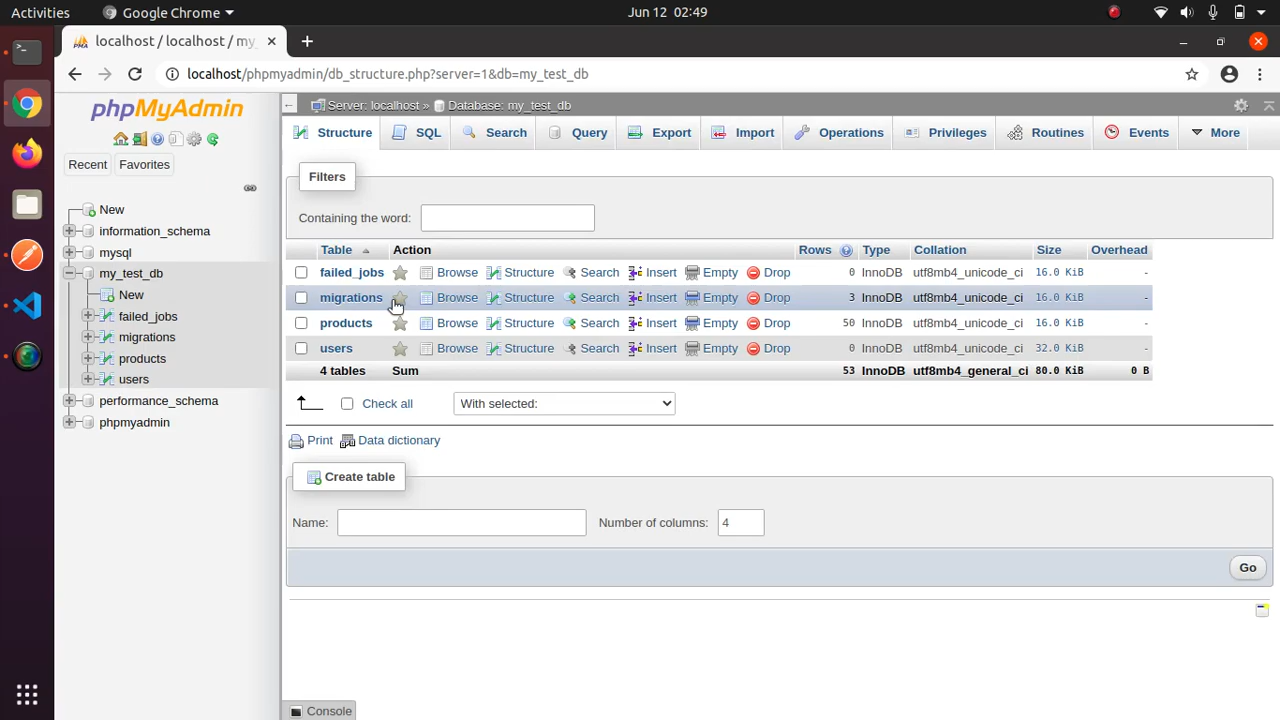 Activities Google Chrome Jun 12 02:49
localhost / localhost / my_
localhost/phpmyadmin/db_structure.php?server=1&db=my_test_db
phpMyAdmin
Recent Favorites
New
information_schema
mysql
my_test_db
New
failed_jobs
migrations
products
users
performance_schema
phpmyadmin
Server: localhost » Database: my_test_db
Structure SQL Search Query Export Import Operations Privileges Routines Events More
Filters
Containing the word:
Table Action Rows Type Collation Size Overhead
failed_jobs Browse Structure Search Insert Empty Drop 0 InnoDB utf8mb4_unicode_ci 16.0 KiB -
migrations Browse Structure Search Insert Empty Drop 3 InnoDB utf8mb4_unicode_ci 16.0 KiB -
products Browse Structure Search Insert Empty Drop 50 InnoDB utf8mb4_unicode_ci 16.0 KiB -
users Browse Structure Search Insert Empty Drop 0 InnoDB utf8mb4_unicode_ci 32.0 KiB -
4 tables Sum 53 InnoDB utf8mb4_general_ci 80.0 KiB 0 B
Check all With selected:
Print Data dictionary
Create table
Name: Number of columns: 4
Go
Console